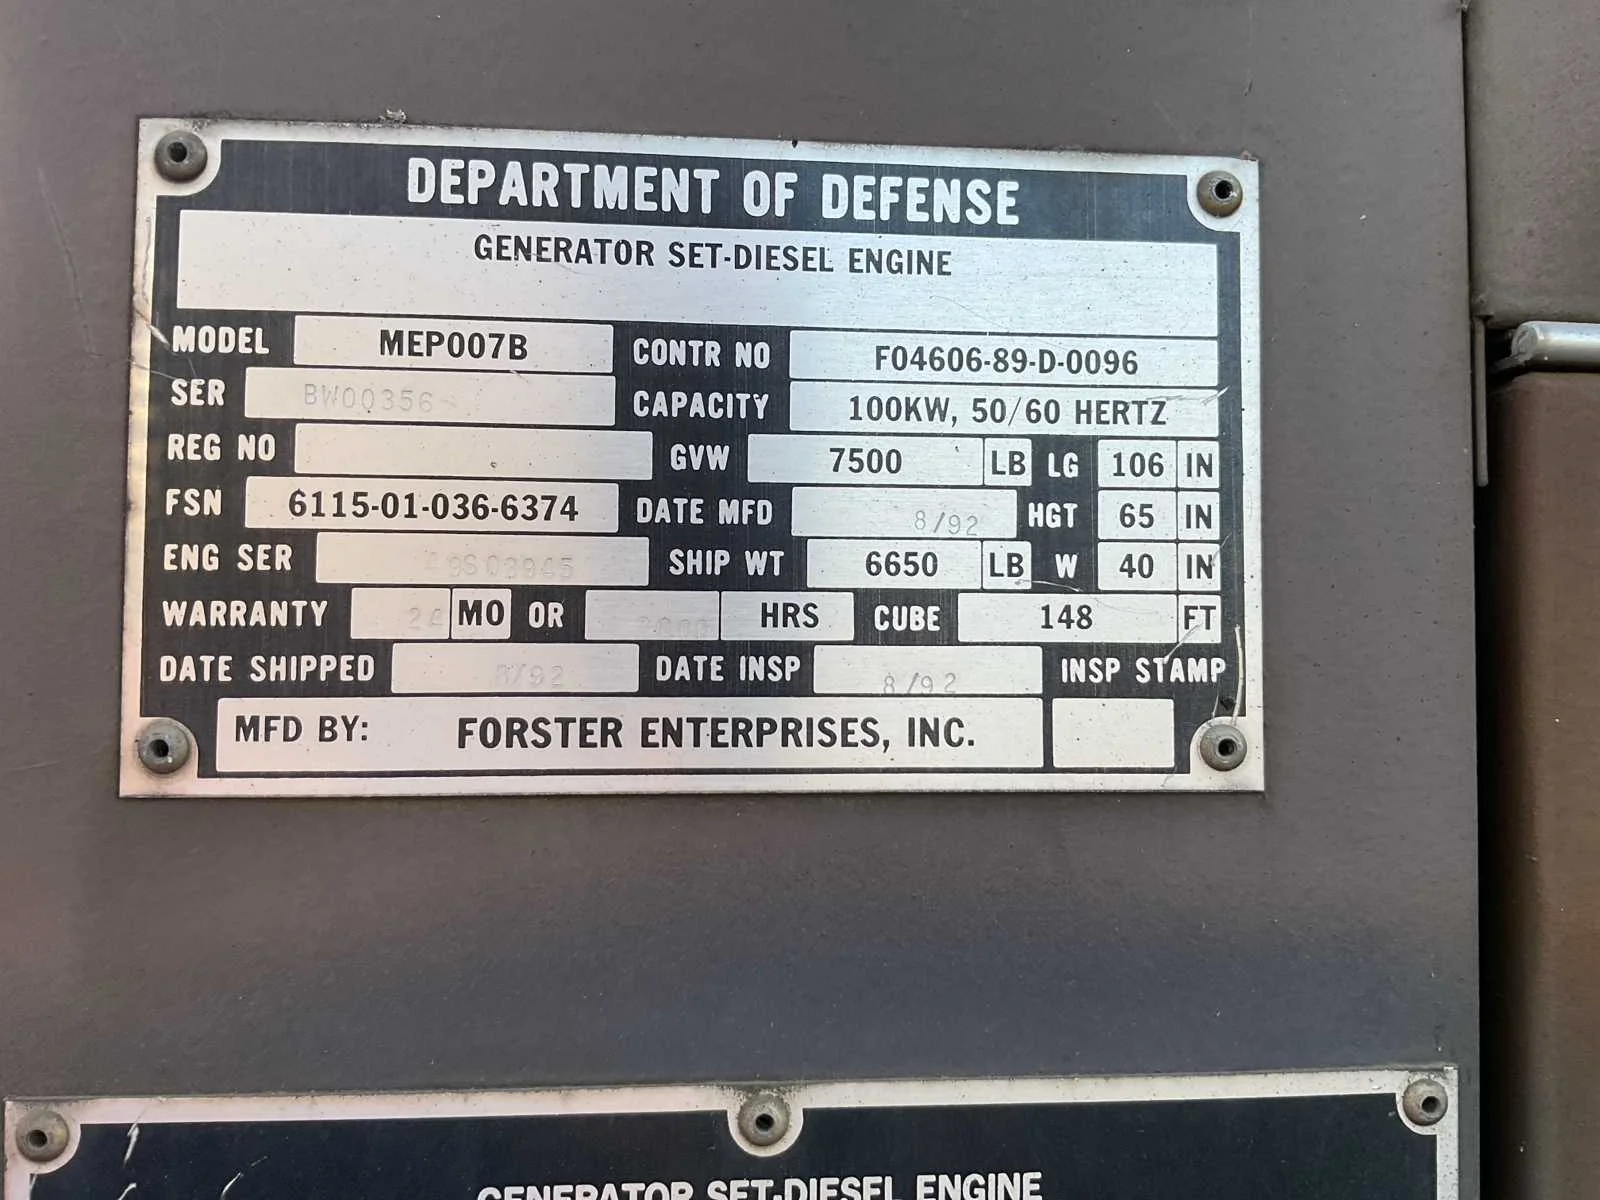 DEPARTMENT OF DEFENSE
GENERATOR SET-DIESEL ENGINE
MODEL MEP007B CONTR NO F04606-89-D-0096
SER BW00356 CAPACITY 100KW, 50/60 HERTZ
REG NO GVW 7500 LB LG 106 IN
FSN 6115-01-036-6374 DATE MFD 8/92 HGT 65 IN
ENG SER SHIP WT 6650 LB W 40 IN
WARRANTY 24 MO OR HRS CUBE 148 FT
DATE SHIPPED 8/92 DATE INSP 8/92 INSP STAMP
MFD BY: FORSTER ENTERPRISES, INC.
GENERATOR SET-DIESEL ENGINE